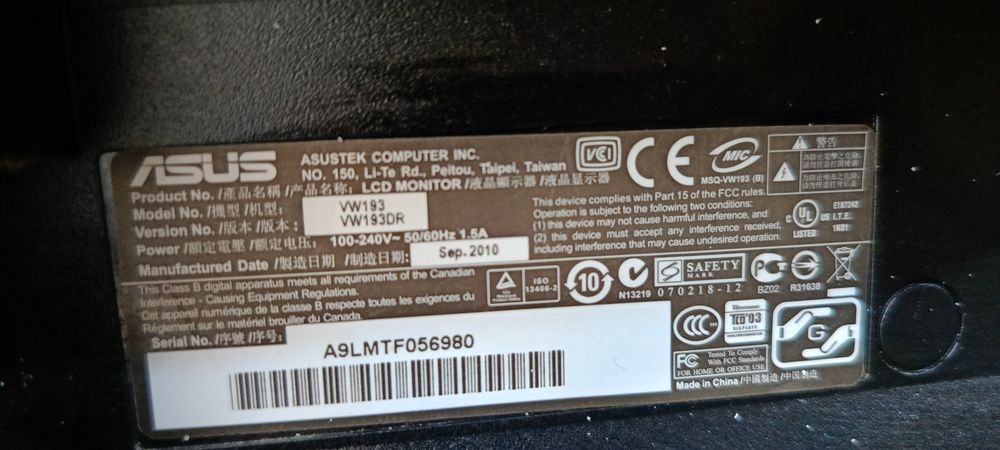 ASUS
ASUSTEK COMPUTER INC.
NO. 150, Li-Te Rd., Peitou, Taipei, Taiwan
Product No. /產品名稱 /产品名称: LCD MONITOR /液晶顯示器 /液晶显示器
Model No. /機型 /机型: VW193
Version No. /版本 /版本: VW193DR
Power /額定電壓 /额定电压: 100-240V~ 50/60Hz 1.5A
Manufactured Date /製造日期 /制造日期: Sep.2010
VCI
CE
MIC
MSQ-VW193 (B)
警告
This device complies with Part 15 of the FCC rules.
Operation is subject to the following two conditions:
(1) this device may not cause harmful interference, and
(2) this device must accept any interference received,
including interference that may cause undesired operation.
C UL US
LISTED
E187242
I.T.E.
1K81
This Class B digital apparatus meets all requirements of the Canadian
Interference - Causing Equipment Regulations.
Cet appareil numérique de la classe B respecte toutes les exigences du
Réglement sur le matériel brouiller du Canada.
ISO
13406-2
10
N13219
S SAFETY
MARK
070218-12
BZ02
R31638
Serial No. /序號 /序号:
A9LMTF056980
CCC
TCO'03
DISPLAYS
G
FC
Tested To Comply
With FCC Standards
FOR HOME OR OFFICE USE
Made in China /中國製造 /中国制造